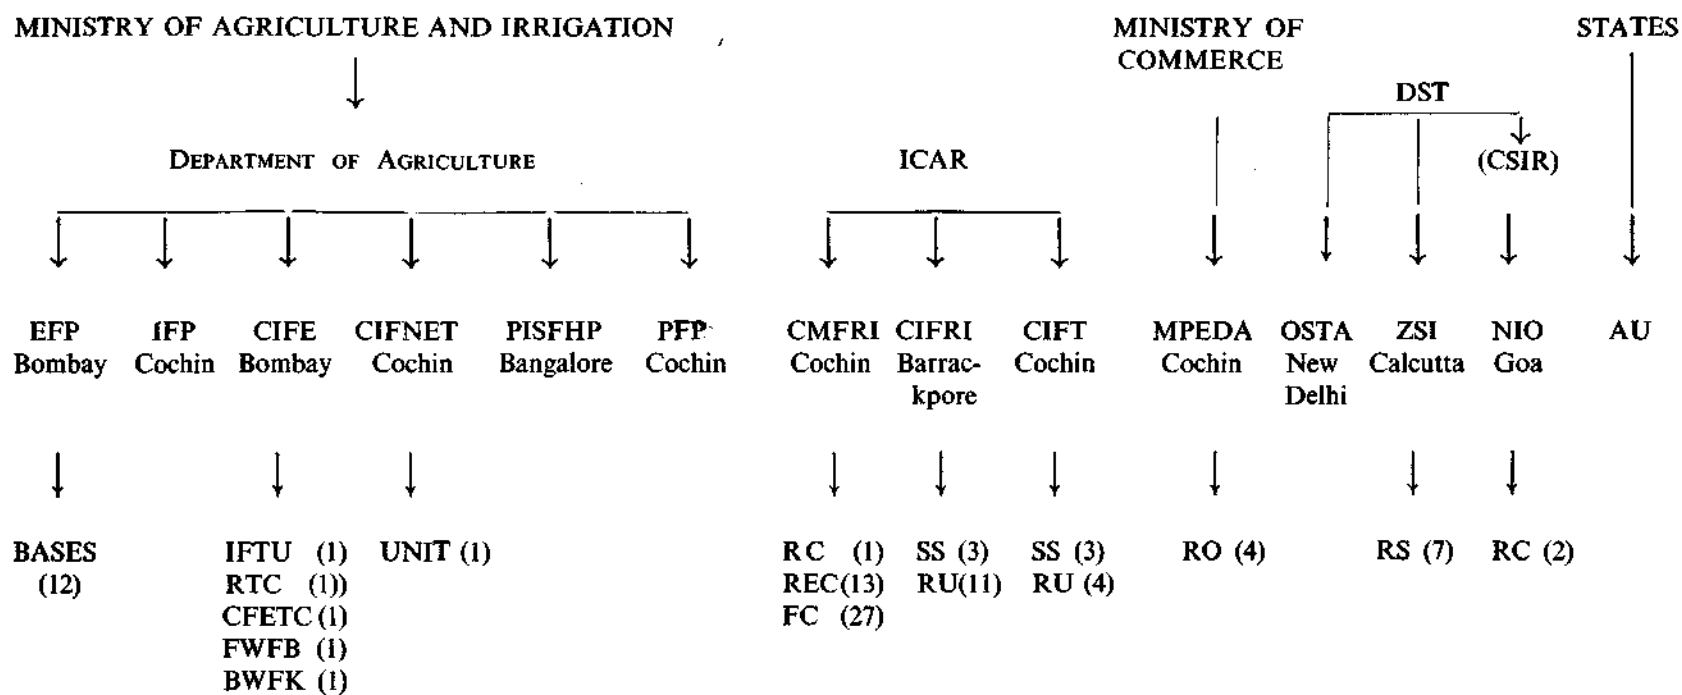 MINISTRY OF AGRICULTURE AND IRRIGATION
MINISTRY OF
COMMERCE
STATES
DST
DEPARTMENT OF AGRICULTURE
ICAR
(CSIR)
EFP
Bombay
IFP
Cochin
CIFE
Bombay
CIFNET
Cochin
PISFHP
Bangalore
PFP
Cochin
CMFRI
Cochin
CIFRI
Barrac-
kpore
CIFT
Cochin
MPEDA
Cochin
OSTA
New
Delhi
ZSI
Calcutta
NIO
Goa
AU
BASES
(12)
IFTU (1)
RTC (1))
CFETC (1)
FWFB (1)
BWFK (1)
UNIT (1)
RC (1)
REC (13)
FC (27)
SS (3)
RU (11)
SS (3)
RU (4)
RO (4)
RS (7)
RC (2)